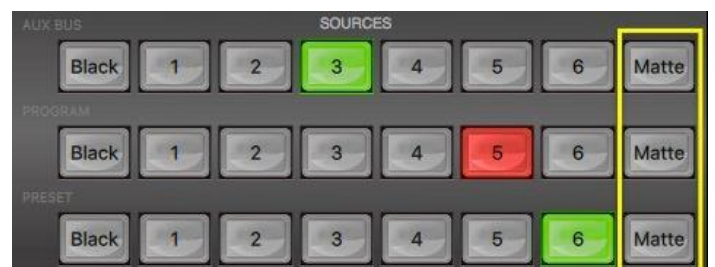 AUX BUS SOURCES
Black 1 2 3 4 5 6 Matte
PROGRAM
Black 1 2 3 4 5 6 Matte
PRESET
Black 1 2 3 4 5 6 Matte